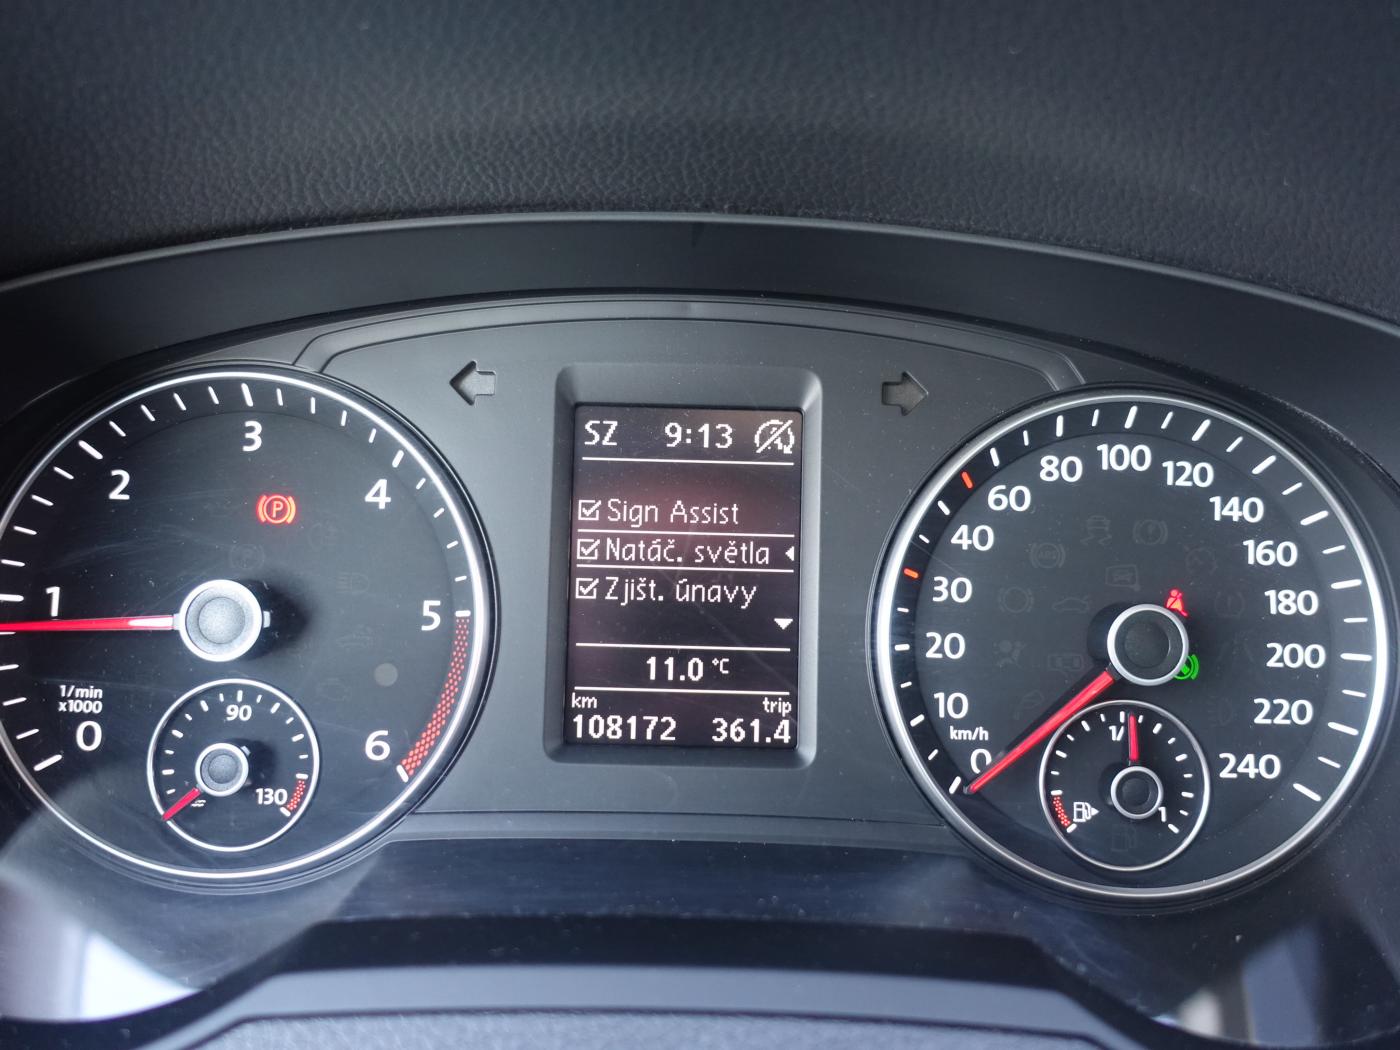 SZ 9:13
Sign Assist
Natáč. světla
Zjišt. únavy
11.0 °C
km trip
108172 361.4
0
1
2
3
4
5
6
1/min
x1000
90
130
P
0
10
20
30
40
60
80
100
120
140
160
180
200
220
240
km/h
1/
1